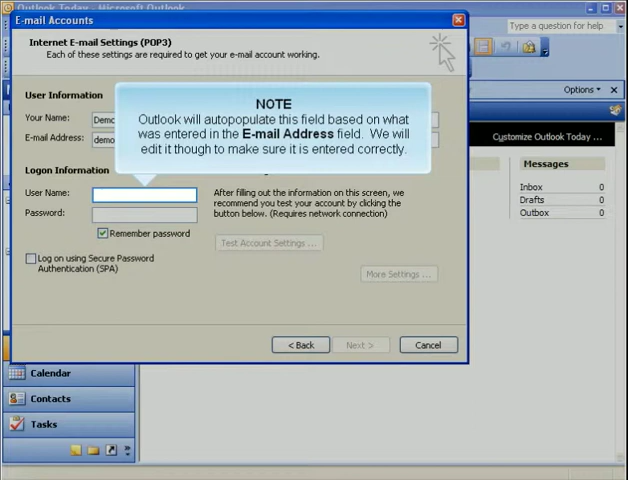 Outlook Today - Microsoft Outlook
E-mail Accounts
Type a question for help
Internet E-mail Settings (POP3)
Each of these settings are required to get your e-mail account working.
Options
User Information
Your Name: Demo
E-mail Address: demo
NOTE
Outlook will autopopulate this field based on what
was entered in the E-mail Address field. We will
edit it though to make sure it is entered correctly.
Customize Outlook Today ...
Messages
Inbox 0
Drafts 0
Outbox 0
Logon Information
User Name:
Password:
Remember password
Log on using Secure Password
Authentication (SPA)
After filling out the information on this screen, we
recommend you test your account by clicking the
button below. (Requires network connection)
Test Account Settings ...
More Settings ...
< Back
Next >
Cancel
Calendar
Contacts
Tasks